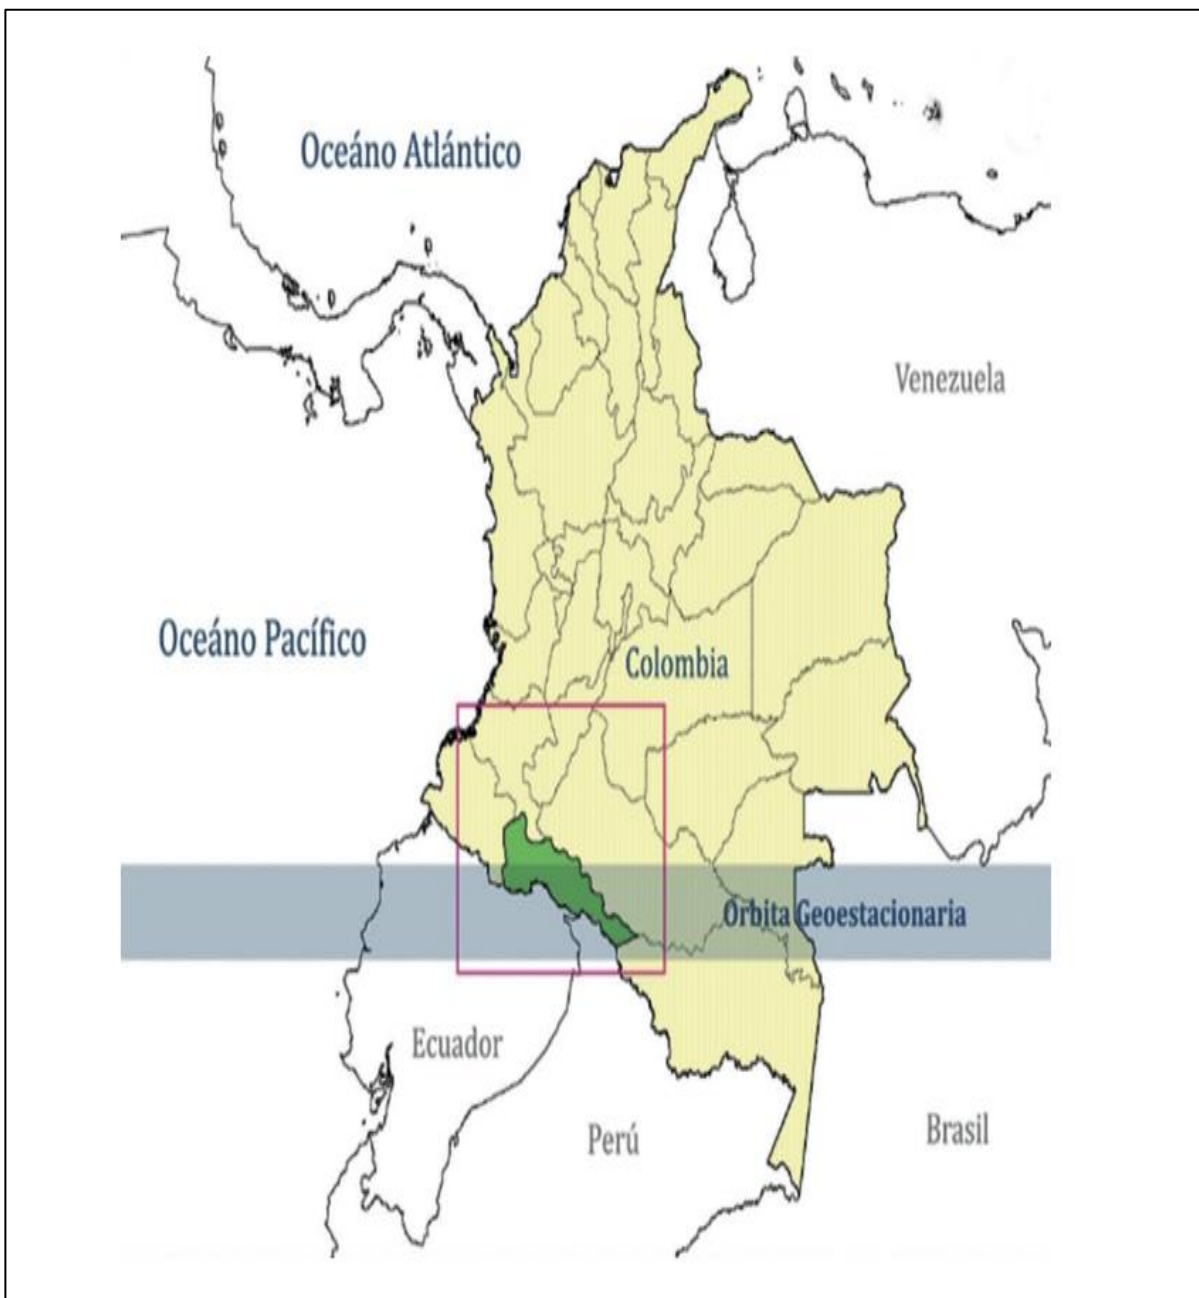 Oceáno Atlántico
Venezuela
Oceáno Pacífico
Colombia
Orbita Geoestacionaria
Ecuador
Perú
Brasil